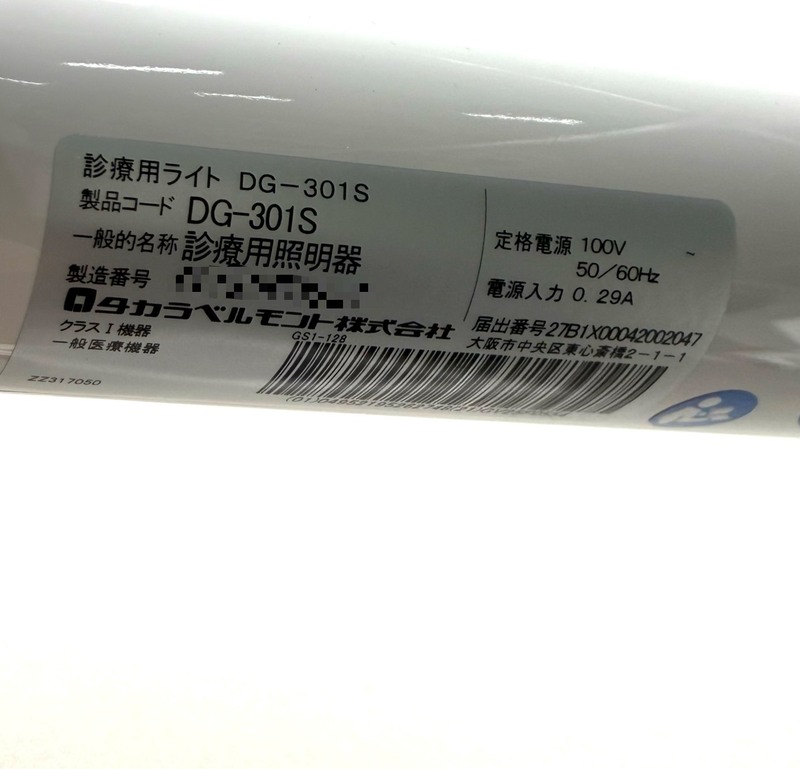 診療用ライト DG-301S
製品コード DG-301S
一般的名称 診療用照明器
製造番号
タカラベルモント株式会社
クラスⅠ機器
一般医療機器
ZZ317050
定格電源 100V ~
50/60Hz
電源入力 0.29A
届出番号27B1X00042002047
大阪市中央区東心斎橋2-1-1
GS1-128